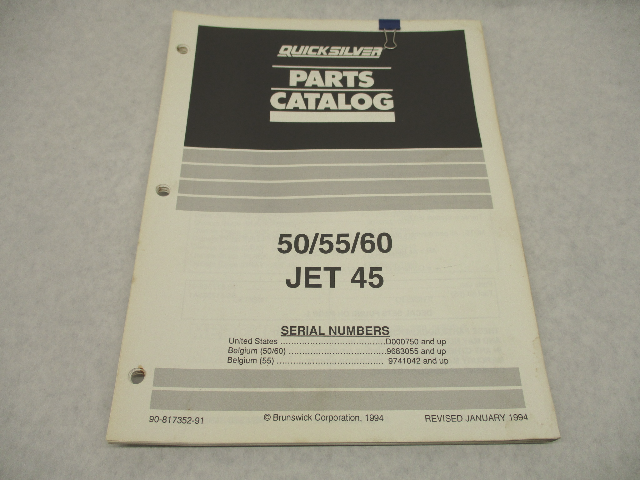 QUICKSILVER
PARTS
CATALOG
50/55/60
JET 45
SERIAL NUMBERS
United States ........................................D000750 and up
Belgium (50/60) .....................................9683055 and up
Belgium (55) ......................................... 9741042 and up
90-817352-91 © Brunswick Corporation, 1994 REVISED JANUARY 1994